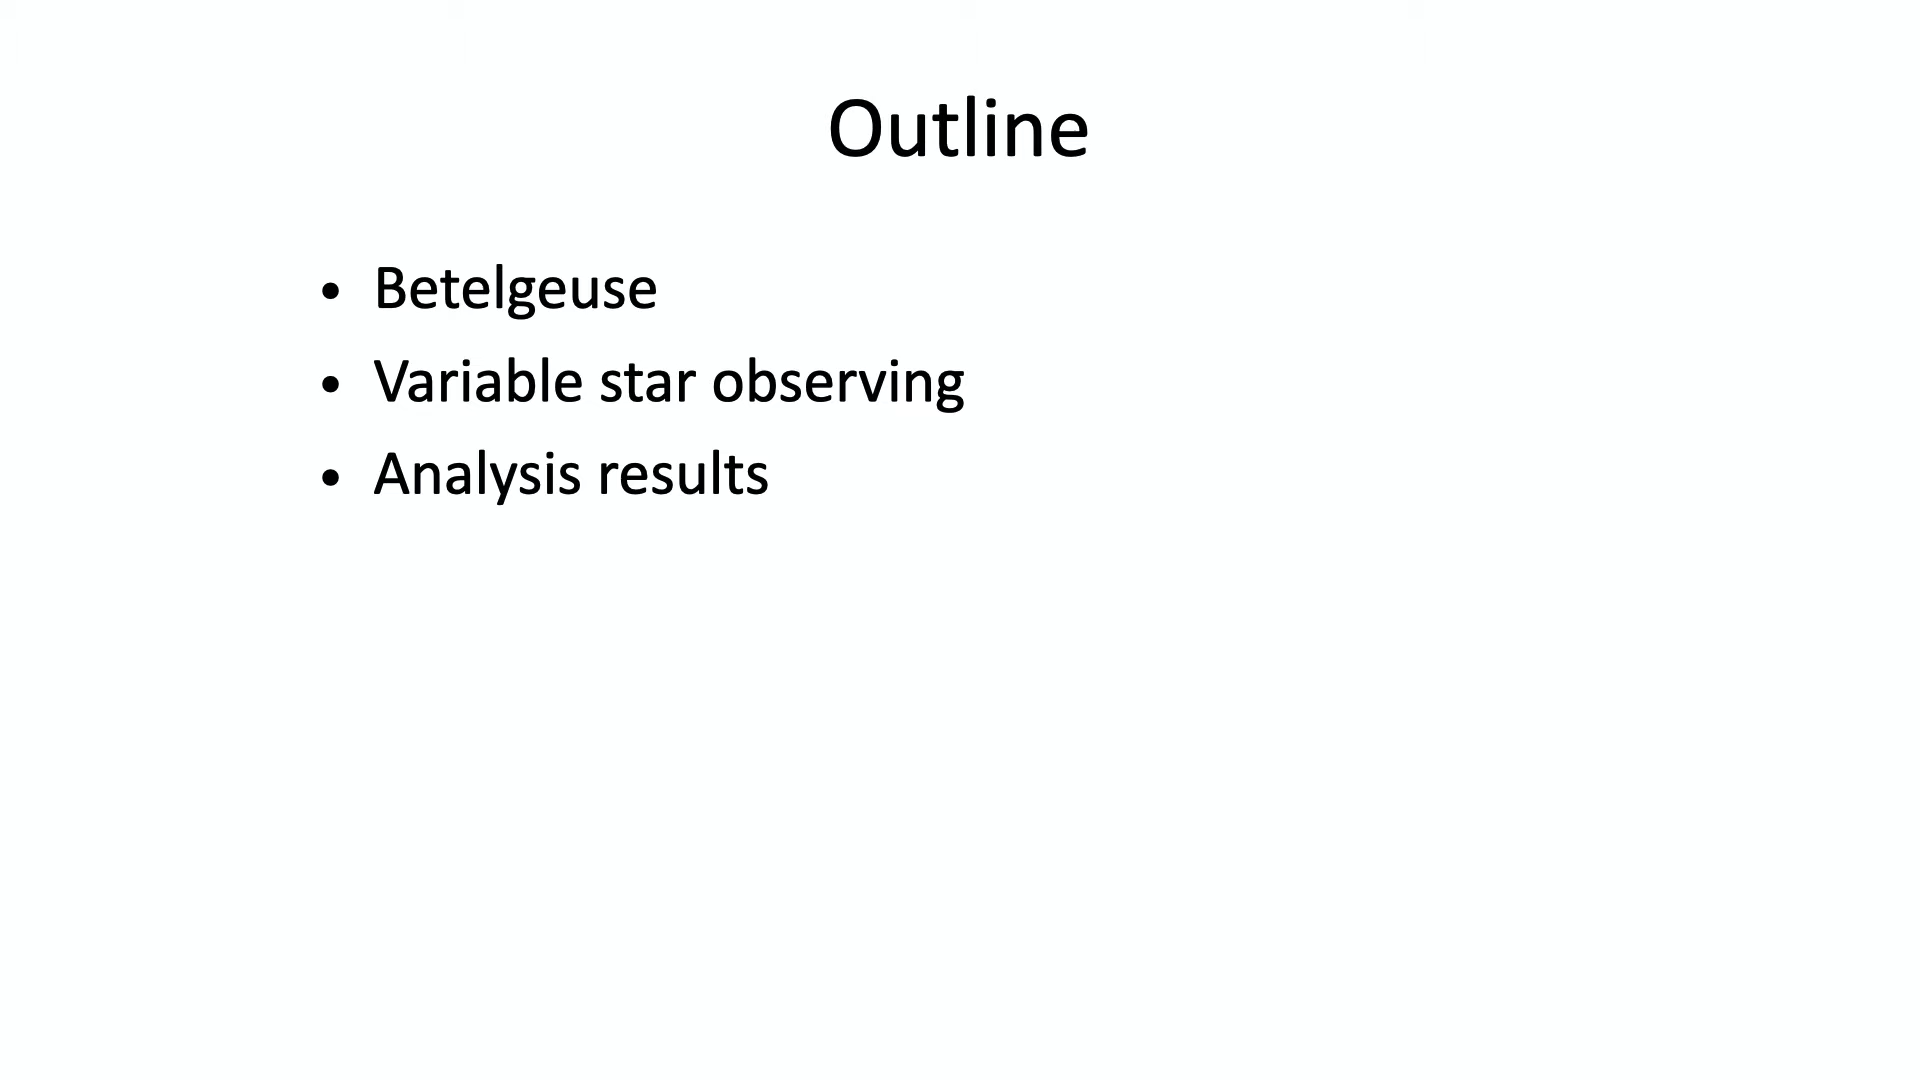 Outline
• Betelgeuse
• Variable star observing
• Analysis results